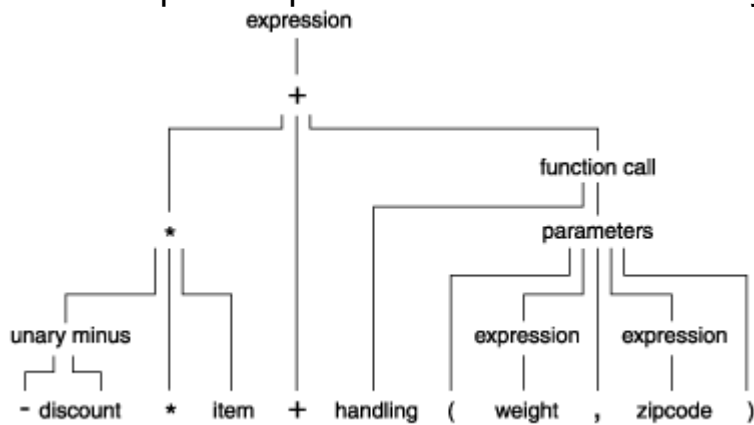 expression
+
function call
* parameters
unary minus expression expression
- discount * item + handling ( weight , zipcode )